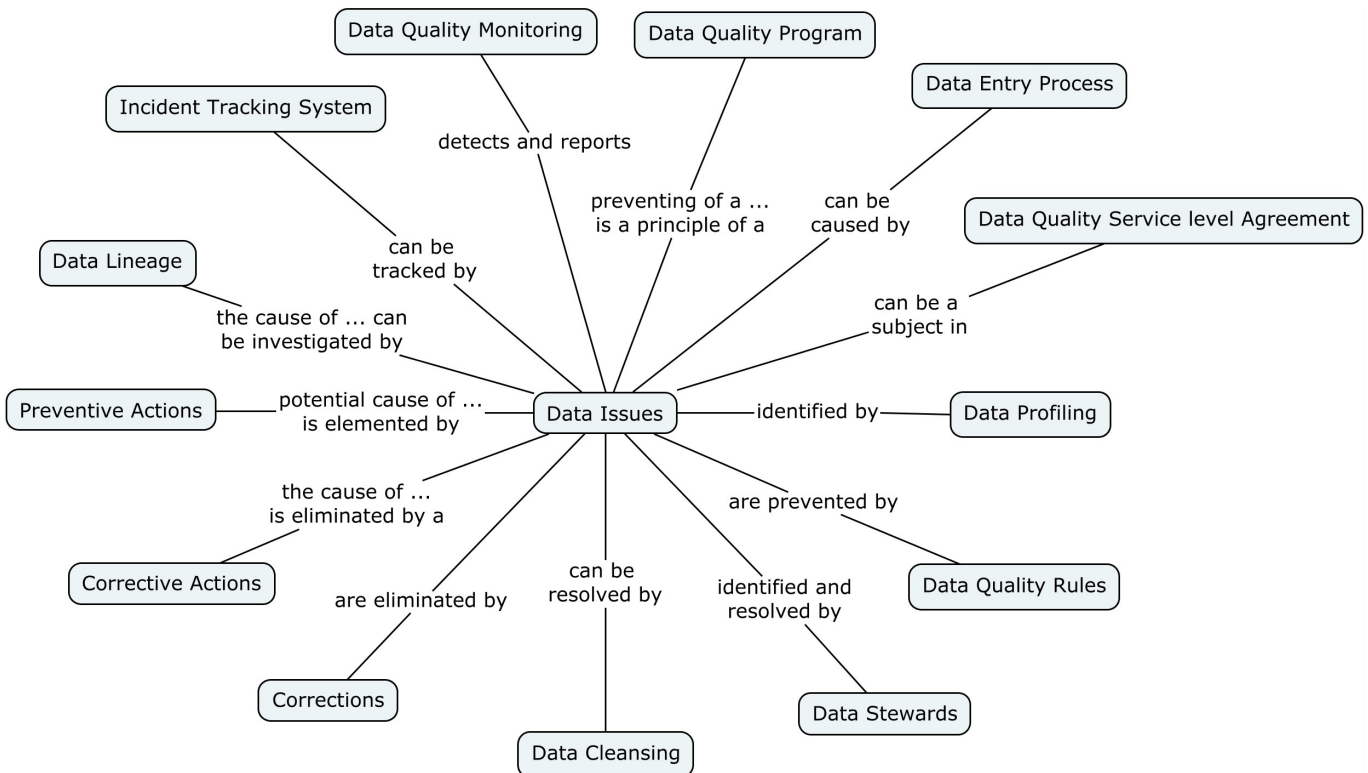 Data Quality Monitoring
Data Quality Program
Data Entry Process
Incident Tracking System
detects and reports
preventing of a ...
is a principle of a
can be
caused by
Data Quality Service level Agreement
can be
tracked by
Data Lineage
can be a
subject in
the cause of ... can
be investigated by
Preventive Actions
potential cause of ...
is elemented by
Data Issues
identified by
Data Profiling
the cause of ...
is eliminated by a
are prevented by
Corrective Actions
are eliminated by
can be
resolved by
identified and
resolved by
Data Quality Rules
Corrections
Data Stewards
Data Cleansing